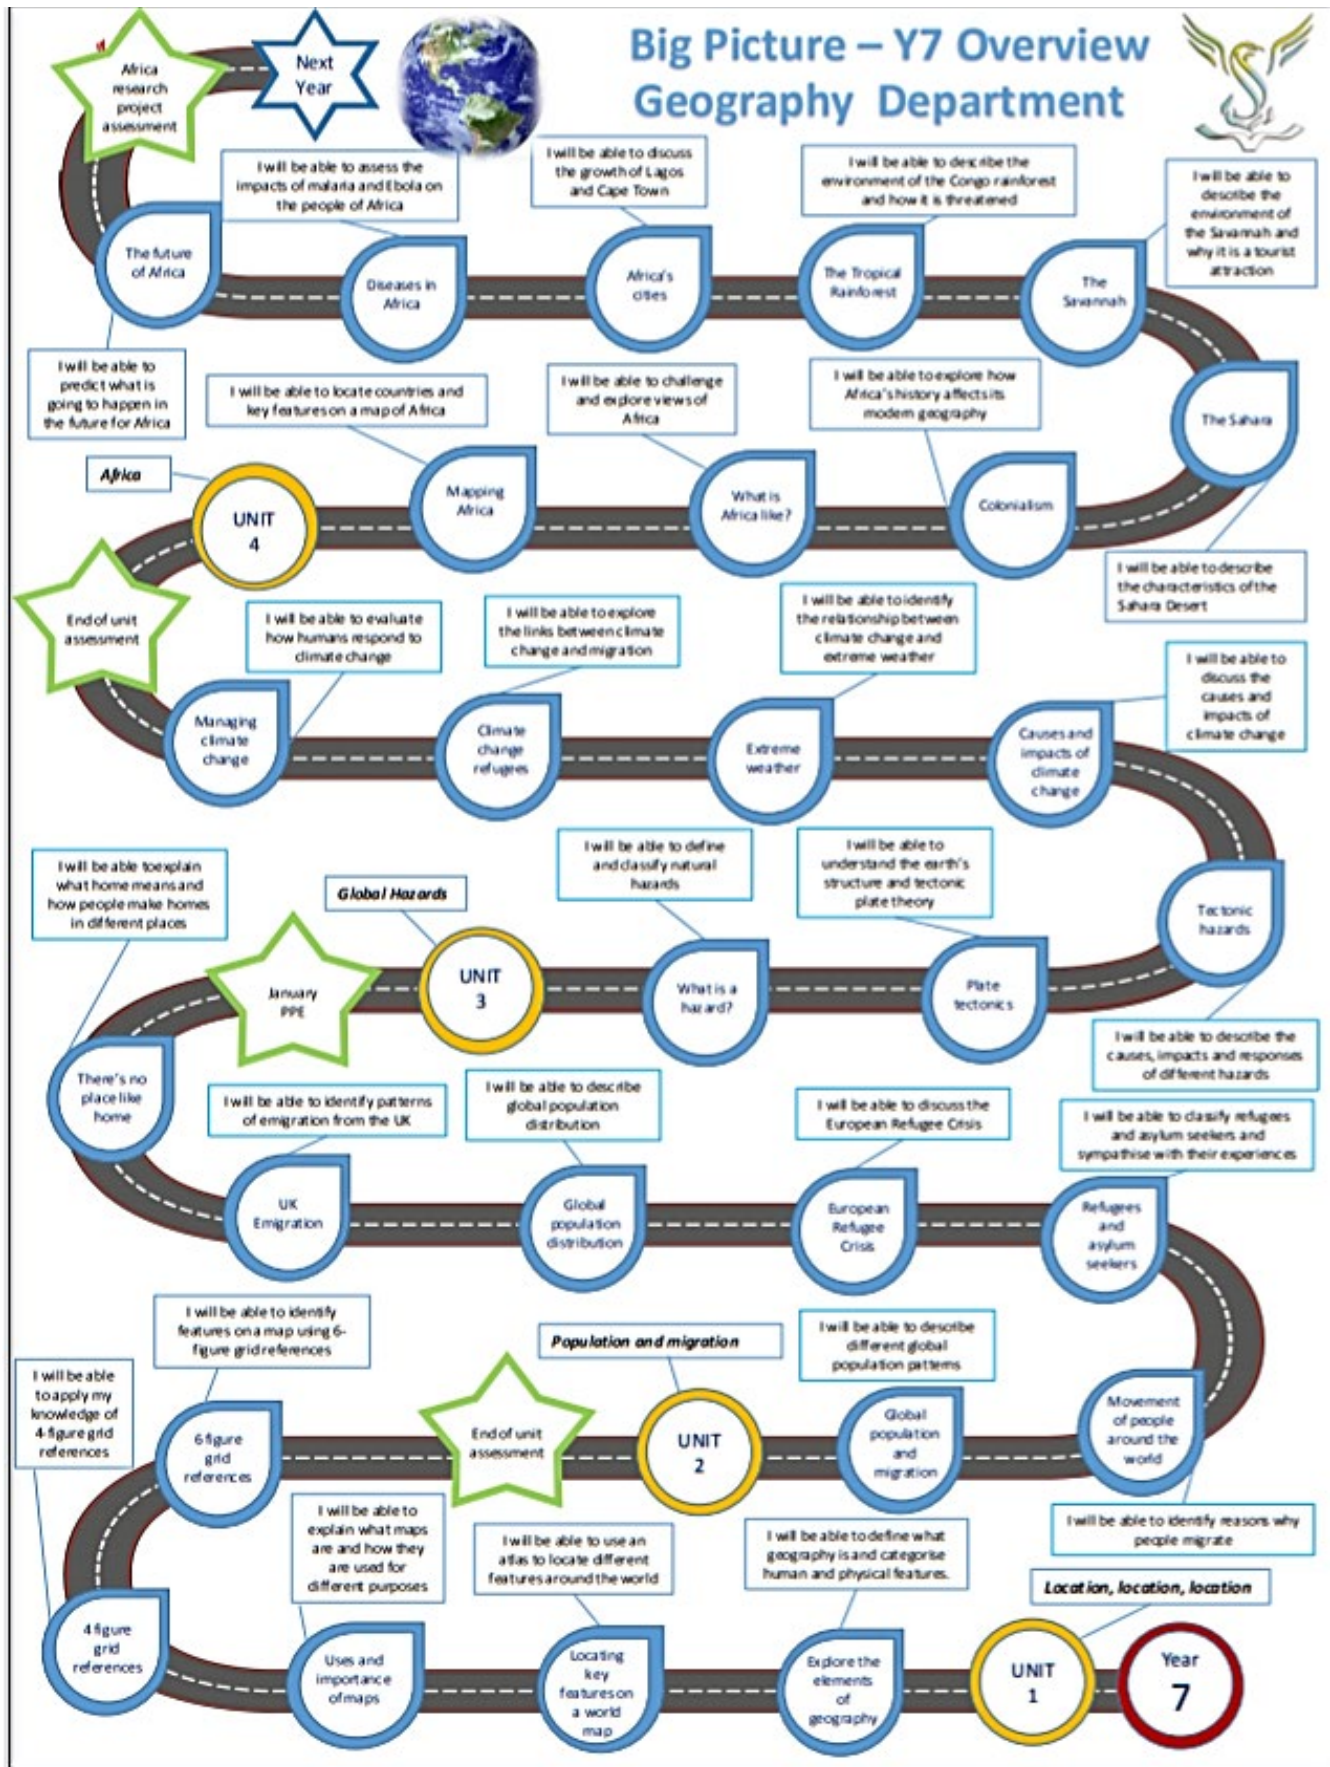 Big Picture – Y7 Overview
Geography Department
Africa
research
project
assessment
Next
Year
I will be able to assess the
impacts of malaria and Ebola on
the people of Africa
I will be able to discuss
the growth of Lagos
and Cape Town
I will be able to describe the
environment of the Congo rainforest
and how it is threatened
I will be able to
describe the
environment of
the Savannah and
why it is a tourist
attraction
The future
of Africa
Diseases in
Africa
Africa's
cities
The Tropical
Rainforest
The
Savannah
I will be able to
predict what is
going to happen in
the future for Africa
I will be able to locate countries and
key features on a map of Africa
I will be able to challenge
and explore views of
Africa
I will be able to explore how
Africa's history affects its
modern geography
The Sahara
Africa
UNIT
4
Mapping
Africa
What is
Africa like?
Colonialism
I will be able to describe
the characteristics of the
Sahara Desert
End of unit
assessment
I will be able to evaluate
how humans respond to
climate change
I will be able to explore
the links between climate
change and migration
I will be able to identify
the relationship between
climate change and
extreme weather
I will be able to
discuss the
causes and
impacts of
climate change
Managing
climate
change
Climate
change
refugees
Extreme
weather
Causes and
impacts of
climate
change
I will be able toexplain
what home means and
how people make homes
in different places
Global Hazards
I will be able to define
and classify natural
hazards
I will be able to
understand the earth's
structure and tectonic
plate theory
Tectonic
hazards
January
PPE
UNIT
3
What is a
hazard?
Plate
tectonics
I will be able to describe the
causes, impacts and responses
of different hazards
There's no
place like
home
I will be able to identify patterns
of emigration from the UK
I will be able to describe
global population
distribution
I will be able to discuss the
European Refugee Crisis
I will be able to classify refugees
and asylum seekers and
sympathise with their experiences
UK
Emigration
Global
population
distribution
European
Refugee
Crisis
Refugees
and
asylum
seekers
I will be able to identify
features on a map using 6-
figure grid references
Population and migration
I will be able to describe
different global
population patterns
I will be able
to apply my
knowledge of
4-figure grid
references
6 figure
grid
references
End of unit
assessment
UNIT
2
Global
population
and
migration
Movement
of people
around the
world
I will be able to
explain what maps
are and how they
are used for
different purposes
I will be able to use an
atlas to locate different
features around the world
I will be able to define what
geography is and categorise
human and physical features.
I will be able to identify reasons why
people migrate
Location, location, location
4 figure
grid
references
Uses and
importance
of maps
Locating
key
features on
a world
map
Explore the
elements
of
geography
UNIT
1
Year
7